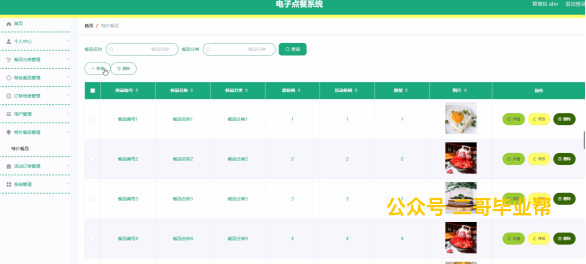 电子点餐系统
管理员 abo 退出登录
首页 / 特价餐品
首页
个人中心
餐品分类管理
特色餐品管理
订单信息管理
用户管理
特价餐品管理
特价餐品
活动订单管理
系统管理
餐品名称 餐品名称 餐品分类 餐品分类 查询
新增 删除
餐品编号 餐品名称 餐品分类 原价格 活动价格 数量 图片 操作
餐品编号1 餐品名称1 餐品分类1 1 1 1 详情 修改 删除
餐品编号2 餐品名称2 餐品分类2 2 2 2 详情 修改 删除
餐品编号3 餐品名称3 餐品分类3 3 3 详情 修改 删除
餐品编号4 餐品名称4 餐品分类4 4 4 4 详情 修改 删除
公众号 二哥毕业帮